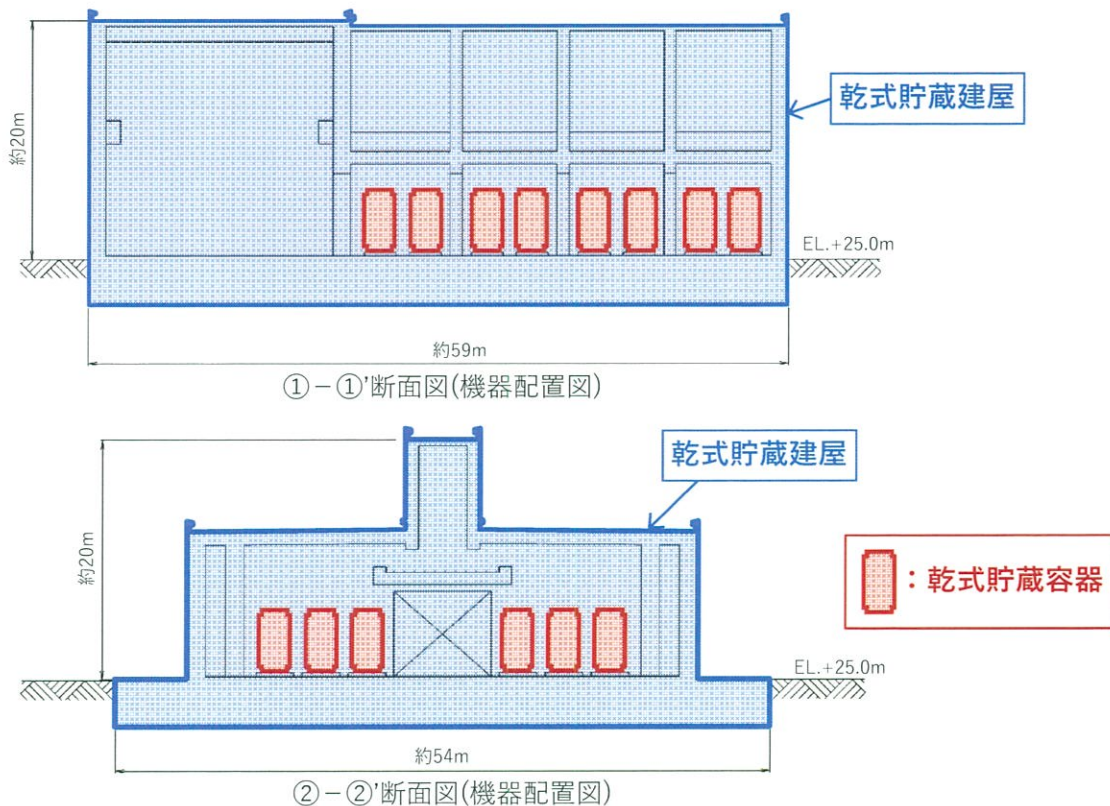 約20m
乾式貯蔵建屋
EL.+25.0m
約59m
①-①'断面図(機器配置図)
乾式貯蔵建屋
約20m
：乾式貯蔵容器
EL.+25.0m
約54m
②-②'断面図(機器配置図)